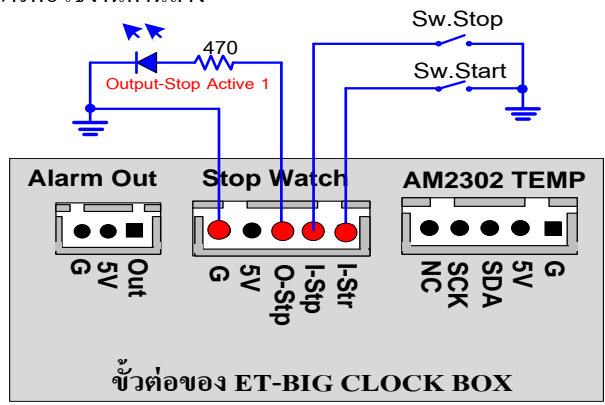 Sw.Stop
470
Output-Stop Active 1
Sw.Start
Alarm Out
Stop Watch
AM2302 TEMP
G
5V
Out
G
5V
O-Stp
I-Stp
I-Str
NC
SCK
SDA
5V
G
ขั้วต่อของ ET-BIG CLOCK BOX